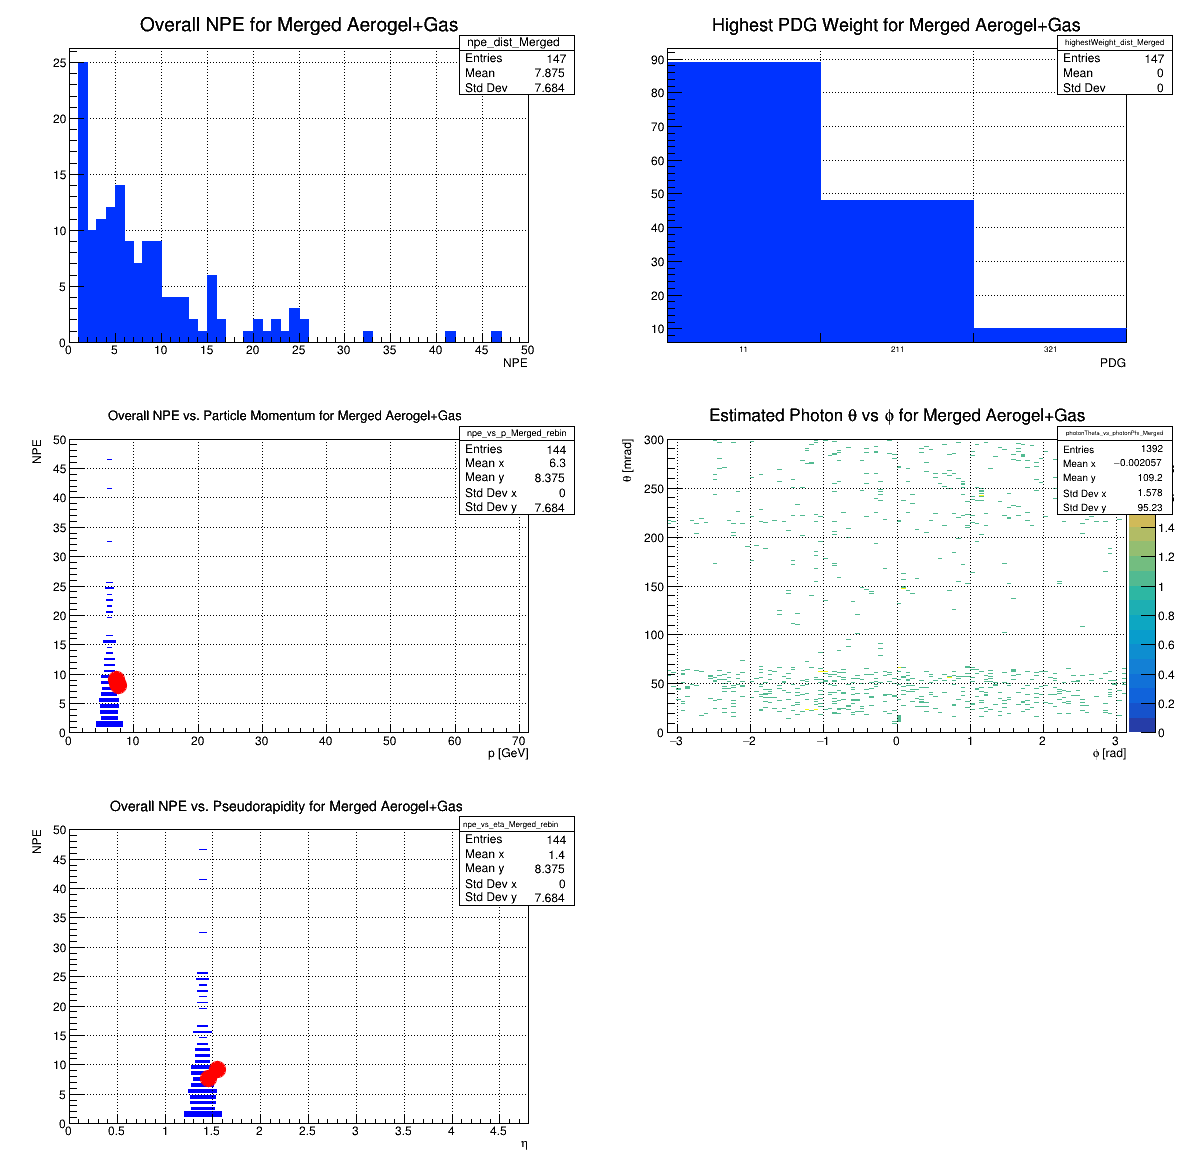 Overall NPE for Merged Aerogel+Gas
npe_dist_Merged
Entries 147
Mean 7.875
Std Dev 7.684
25
20
15
10
5
0
0 5 10 15 20 25 30 35 40 45 50
NPE
Highest PDG Weight for Merged Aerogel+Gas
highestWeight_dist_Merged
Entries 147
Mean 0
Std Dev 0
90
80
70
60
50
40
30
20
10
11 211 321
PDG
Overall NPE vs. Particle Momentum for Merged Aerogel+Gas
npe_vs_p_Merged_rebin
Entries 144
Mean x 6.3
Mean y 8.375
Std Dev x 0
Std Dev y 7.684
NPE
50
45
40
35
30
25
20
15
10
5
0
0 10 20 30 40 50 60 70
p [GeV]
Estimated Photon θ vs ϕ for Merged Aerogel+Gas
photonTheta_vs_photonPhi_Merged
Entries 1392
Mean x −0.002057
Mean y 109.2
Std Dev x 1.578
Std Dev y 95.23
θ [mrad]
300
250
200
150
100
50
0
−3 −2 −1 0 1 2 3
ϕ [rad]
1.4
1.2
1
0.8
0.6
0.4
0.2
0
Overall NPE vs. Pseudorapidity for Merged Aerogel+Gas
npe_vs_eta_Merged_rebin
Entries 144
Mean x 1.4
Mean y 8.375
Std Dev x 0
Std Dev y 7.684
NPE
50
45
40
35
30
25
20
15
10
5
0
0 0.5 1 1.5 2 2.5 3 3.5 4 4.5
η